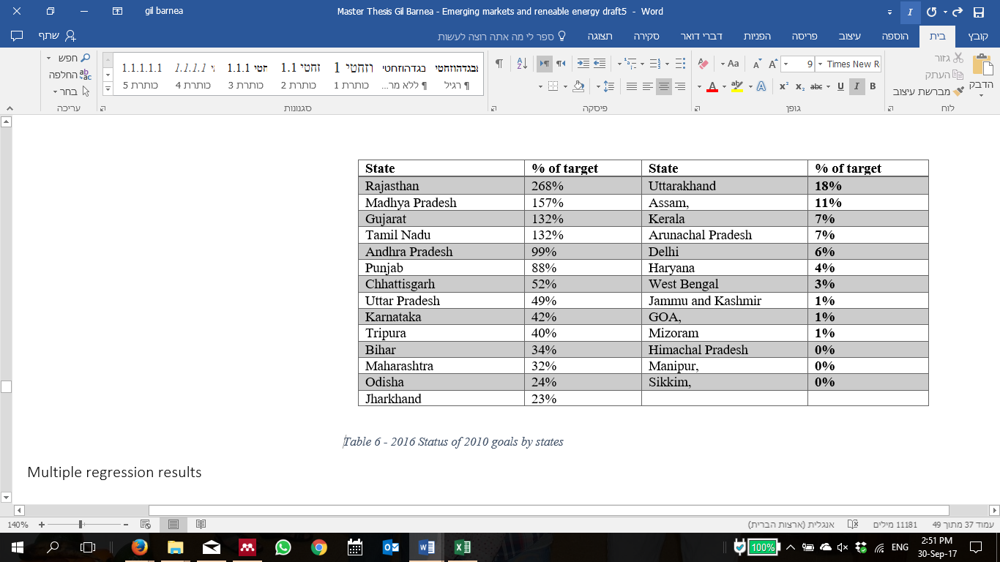 gil barnea
Master Thesis Gil Barnea - Emerging markets and reneable energy draft5 - Word
קובץ
בית
הוספה
עיצוב
פריסה
הפניות
דברי דואר
סקירה
תצוגה
ספר לי מה אתה רוצה לעשות
שתף
הדבק
גזור
העתק
מברשת עיצוב
לוח
Times New R
9
Aa
A
A
B
I
U
abc
x₂
x²
A
A
גופן
פיסקה
אבגדהוזחטי
¶ רגיל
בגדהוזחטי
¶ ללא מר...
וזחטי 1
כותרת 1
זחטי 1.1
כותרת 2
חטי 1.1.1
כותרת 3
1.1.1.1
כותרת 4
1.1.1.1.1
כותרת 5
סגנונות
חפש
החלפה
בחר
עריכה
State % of target State % of target
Rajasthan 268% Uttarakhand 18%
Madhya Pradesh 157% Assam, 11%
Gujarat 132% Kerala 7%
Tamil Nadu 132% Arunachal Pradesh 7%
Andhra Pradesh 99% Delhi 6%
Punjab 88% Haryana 4%
Chhattisgarh 52% West Bengal 3%
Uttar Pradesh 49% Jammu and Kashmir 1%
Karnataka 42% GOA, 1%
Tripura 40% Mizoram 1%
Bihar 34% Himachal Pradesh 0%
Maharashtra 32% Manipur, 0%
Odisha 24% Sikkim, 0%
Jharkhand 23%
Table 6 - 2016 Status of 2010 goals by states
Multiple regression results
עמוד 37 מתוך 49
11181 מילים
אנגלית (ארצות הברית)
140%
100%
ENG
2:51 PM
30-Sep-17